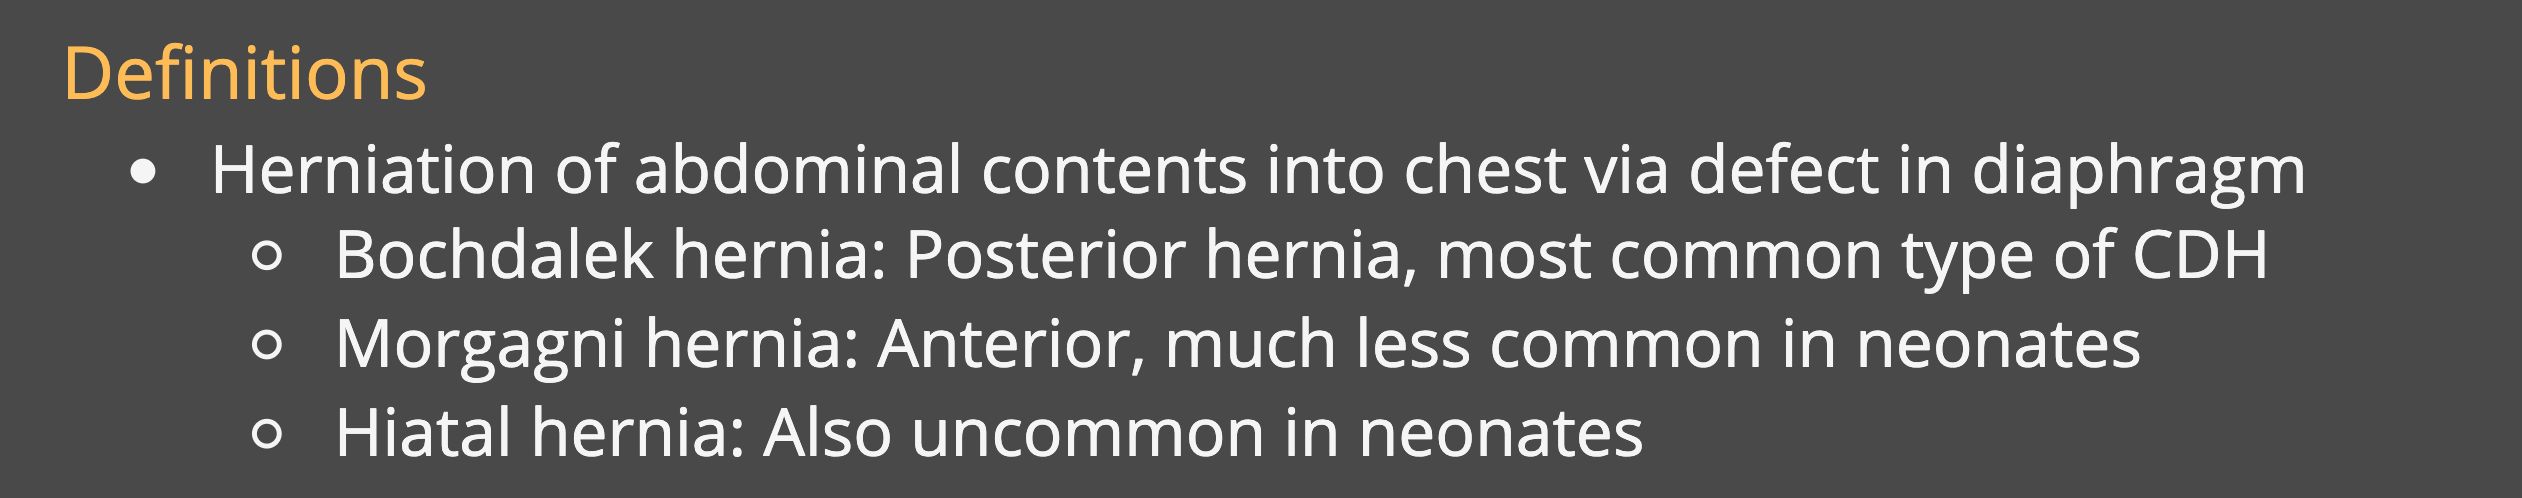 Definitions
• Herniation of abdominal contents into chest via defect in diaphragm
○ Bochdalek hernia: Posterior hernia, most common type of CDH
○ Morgagni hernia: Anterior, much less common in neonates
○ Hiatal hernia: Also uncommon in neonates